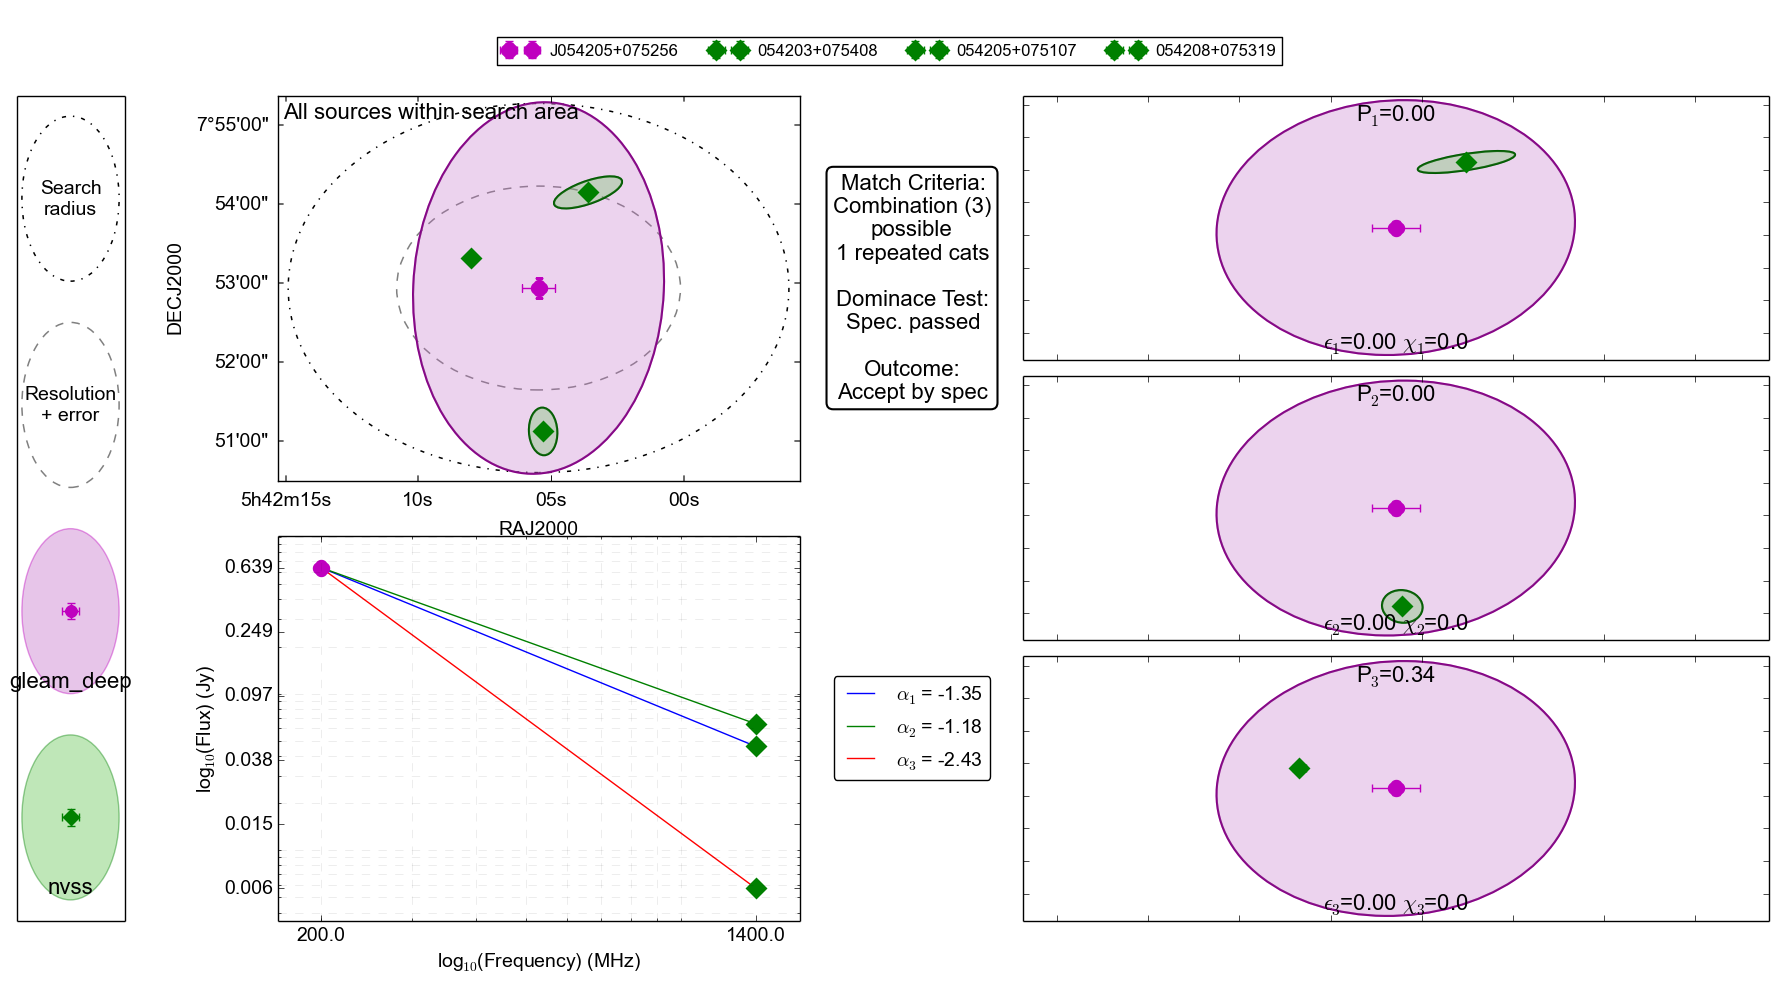 J054205+075256 054203+075408 054205+075107 054208+075319
Search
radius
Resolution
+ error
gleam_deep
nvss
All sources within search area
DECJ2000
7°55'00"
54'00"
53'00"
52'00"
51'00"
5h42m15s 10s 05s 00s
RAJ2000
Match Criteria:
Combination (3)
possible
1 repeated cats
Dominace Test:
Spec. passed
Outcome:
Accept by spec
log₁₀(Flux) (Jy)
0.639
0.249
0.097
0.038
0.015
0.006
200.0 1400.0
log₁₀(Frequency) (MHz)
α₁ = -1.35
α₂ = -1.18
α₃ = -2.43
P₁=0.00
ϵ₁=0.00 χ₁=0.0
P₂=0.00
ϵ₂=0.00 χ₂=0.0
P₃=0.34
ϵ₃=0.00 χ₃=0.0